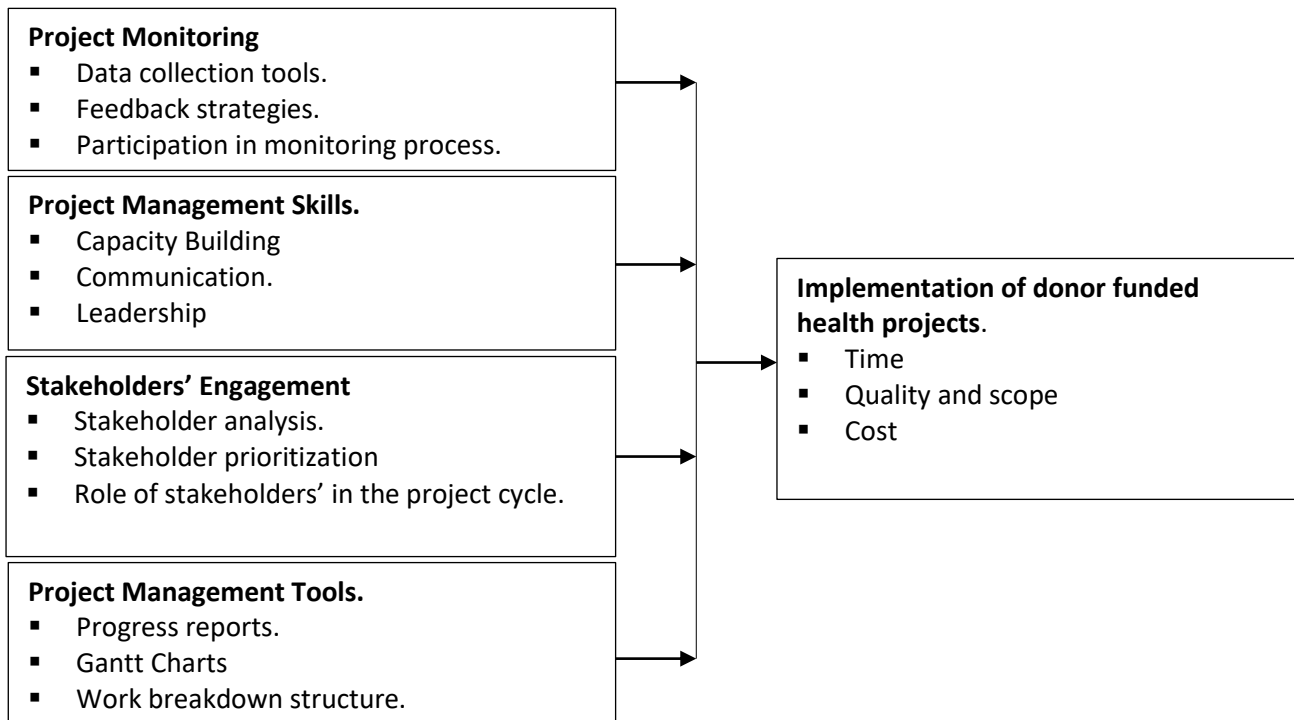 Project Monitoring
▪ Data collection tools.
▪ Feedback strategies.
▪ Participation in monitoring process.
Project Management Skills.
▪ Capacity Building
▪ Communication.
▪ Leadership
Stakeholders’ Engagement
▪ Stakeholder analysis.
▪ Stakeholder prioritization
▪ Role of stakeholders’ in the project cycle.
Project Management Tools.
▪ Progress reports.
▪ Gantt Charts
▪ Work breakdown structure.
Implementation of donor funded
health projects.
▪ Time
▪ Quality and scope
▪ Cost